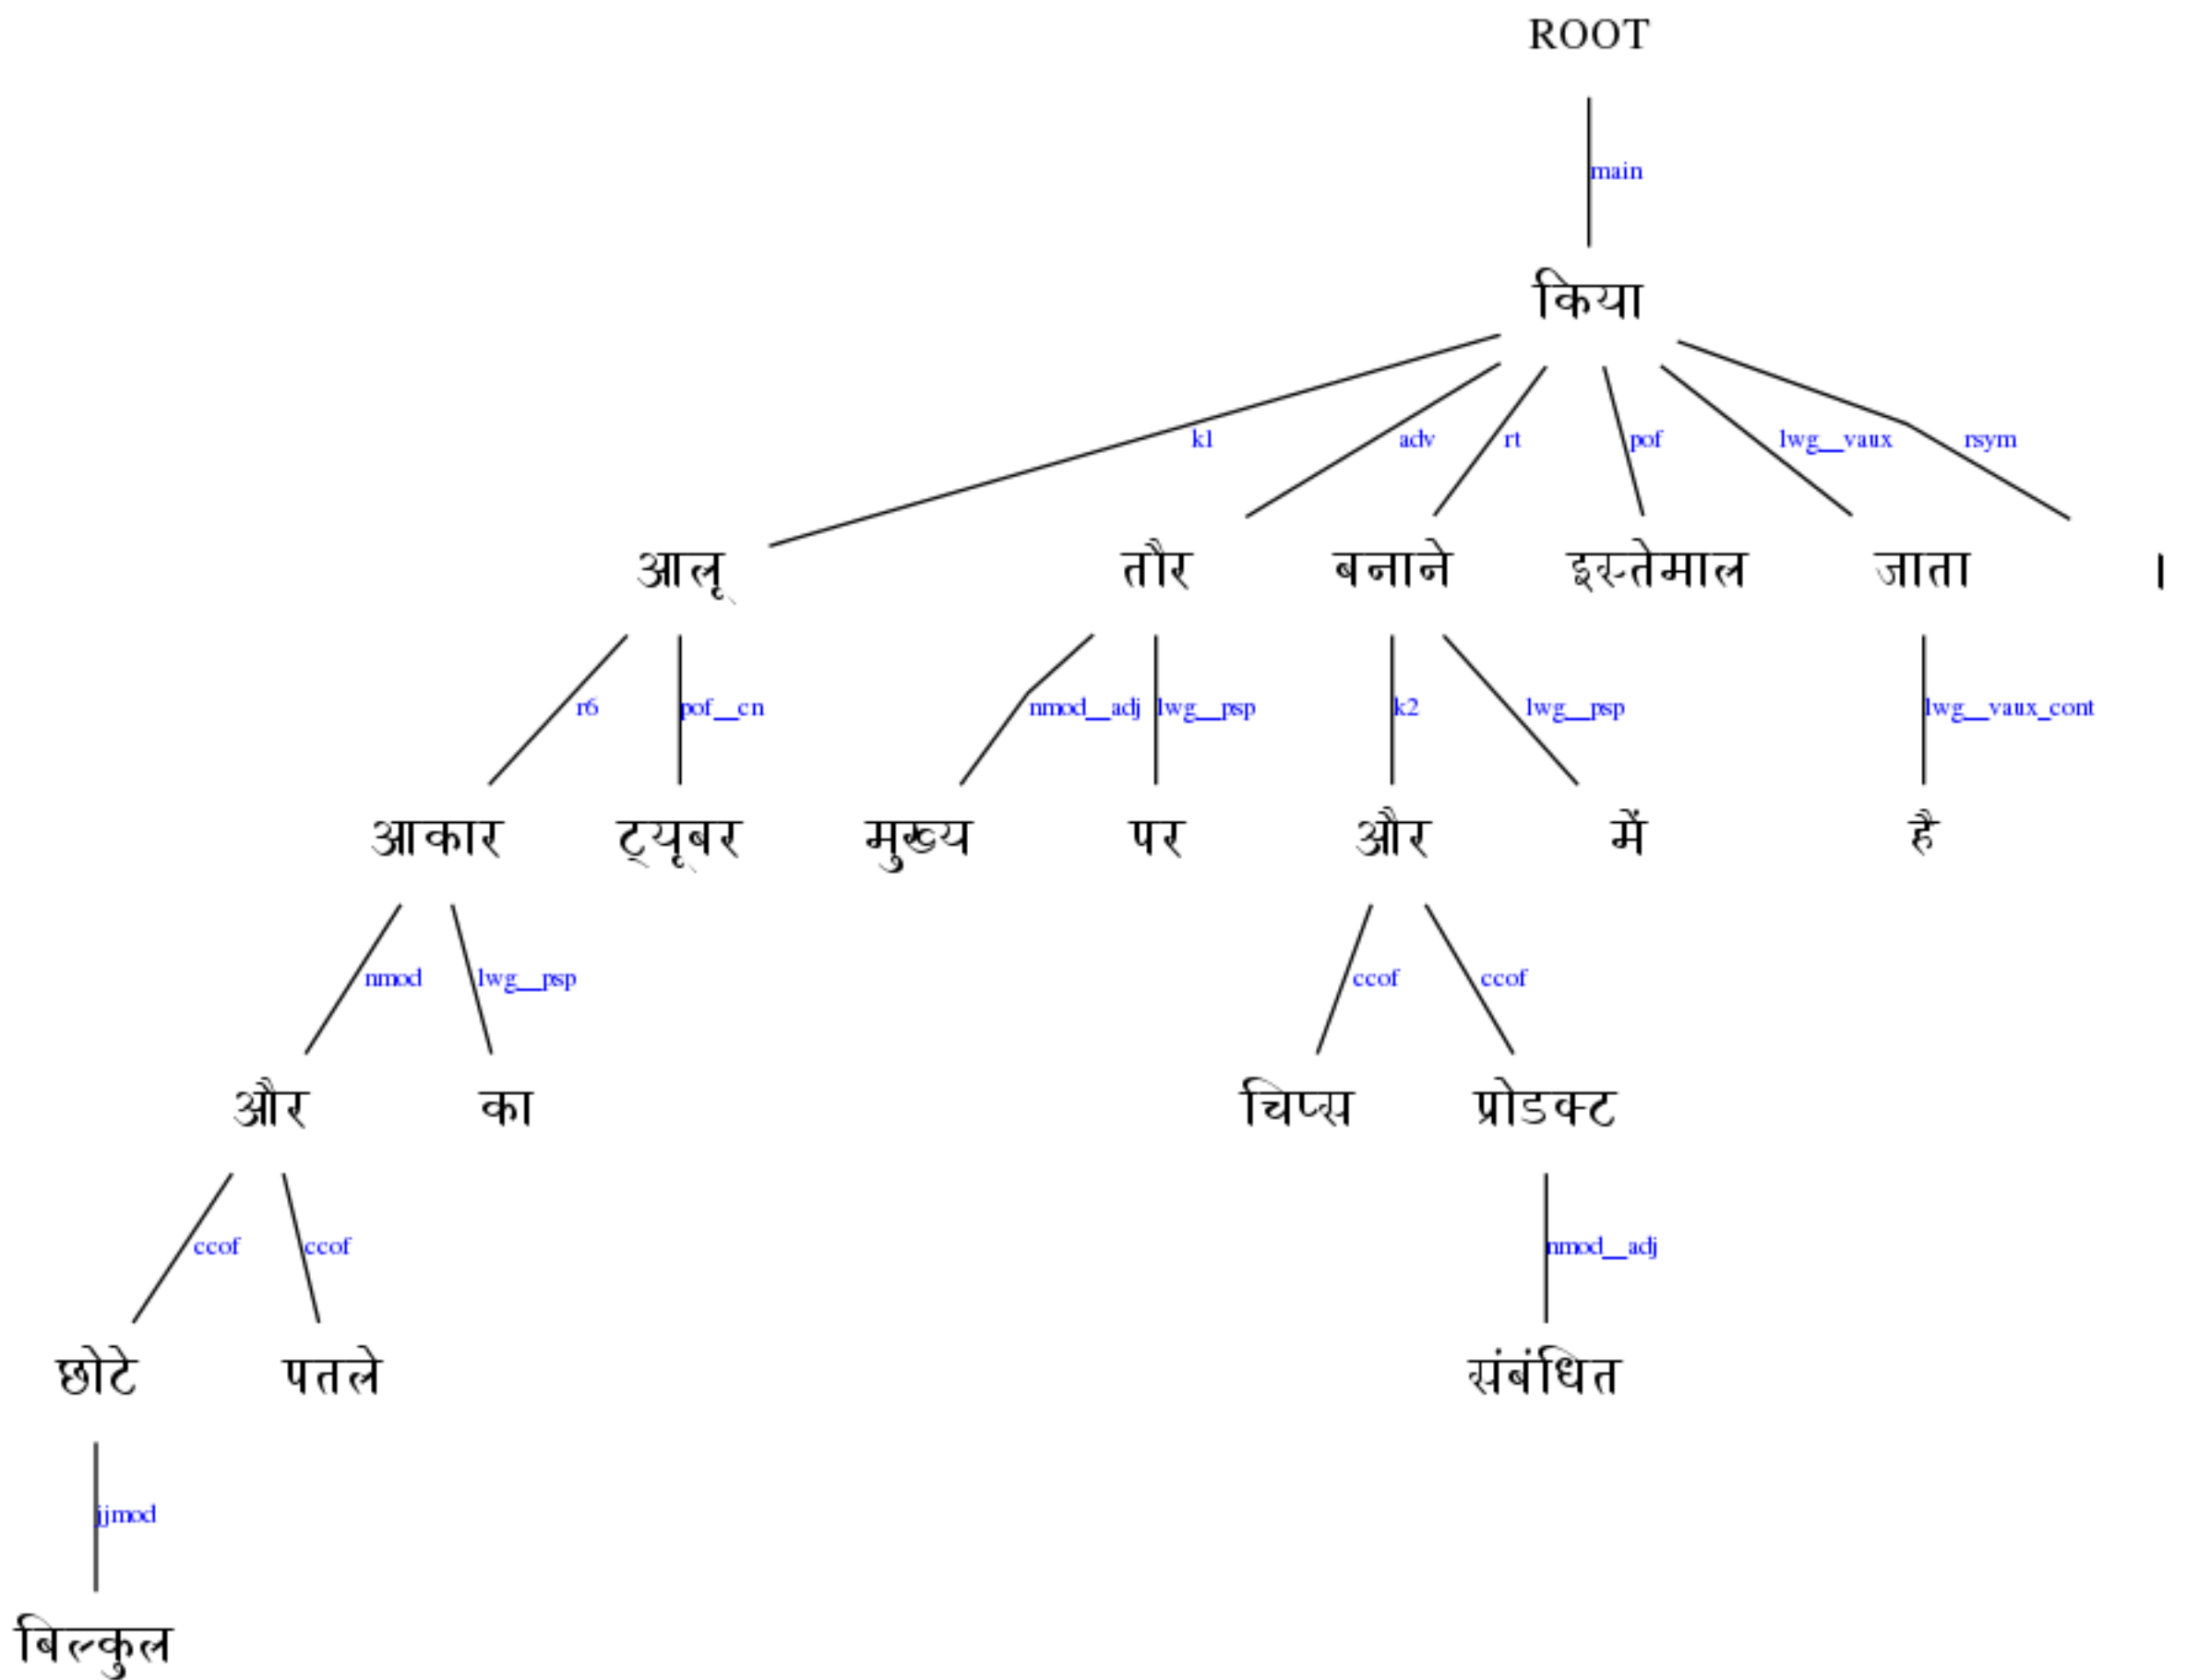 ROOT
main
किया
k1 adv rt pof lwg__vaux rsym
आलू तौर बनाने इस्तेमाल जाता ।
r6 pof__cn nmod__adj lwg__psp k2 lwg__psp lwg__vaux_cont
आकार ट्यूबर मुख्य पर और में है
nmod lwg__psp ccof ccof
और का चिप्स प्रोडक्ट
ccof ccof nmod__adj
छोटे पतले संबंधित
jjmod
बिल्कुल